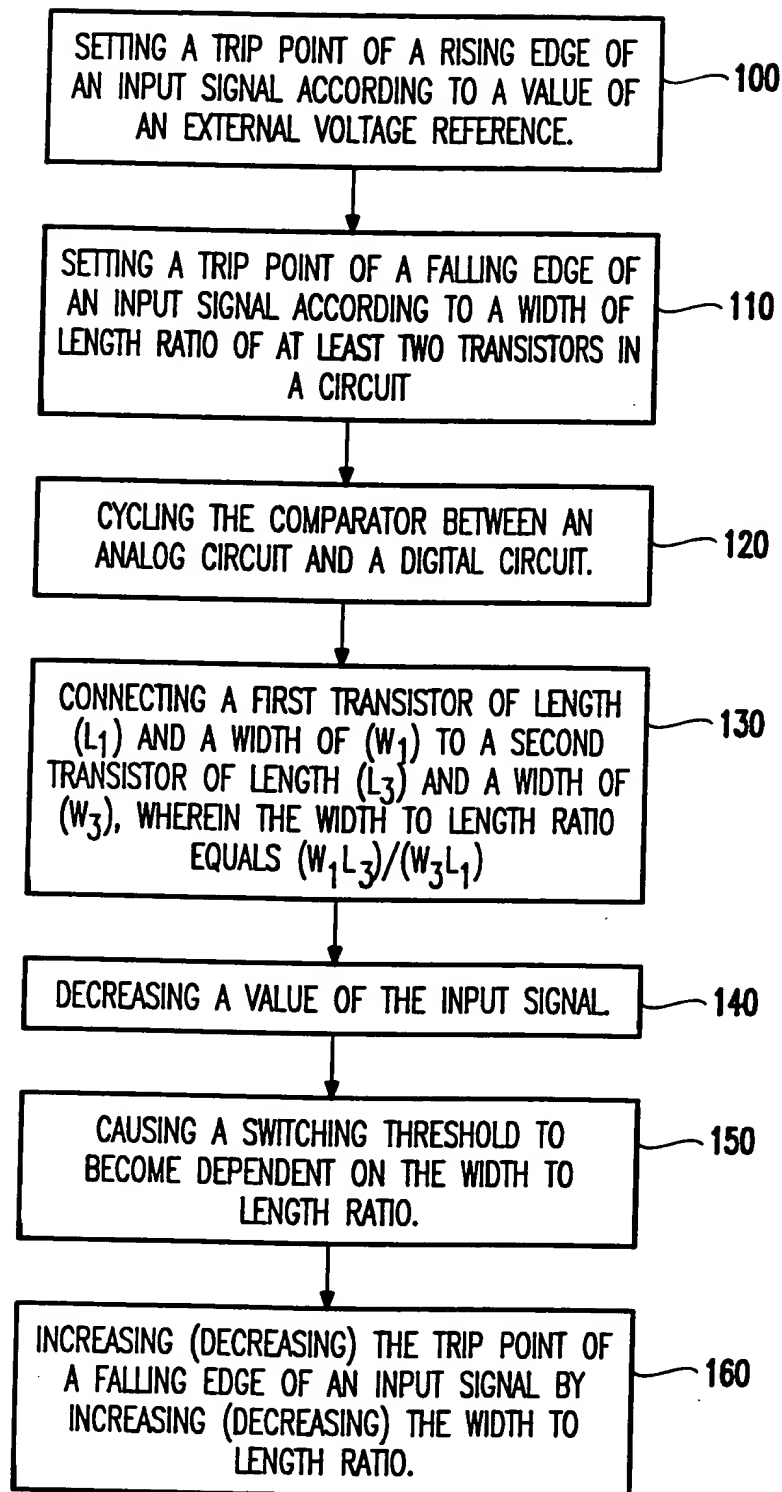 SETTING A TRIP POINT OF A RISING EDGE OF
AN INPUT SIGNAL ACCORDING TO A VALUE OF
AN EXTERNAL VOLTAGE REFERENCE.
100
SETTING A TRIP POINT OF A FALLING EDGE OF
AN INPUT SIGNAL ACCORDING TO A WIDTH OF
LENGTH RATIO OF AT LEAST TWO TRANSISTORS IN
A CIRCUIT
110
CYCLING THE COMPARATOR BETWEEN AN
ANALOG CIRCUIT AND A DIGITAL CIRCUIT.
120
CONNECTING A FIRST TRANSISTOR OF LENGTH
(L1) AND A WIDTH OF (W1) TO A SECOND
TRANSISTOR OF LENGTH (L3) AND A WIDTH OF
(W3), WHEREIN THE WIDTH TO LENGTH RATIO
EQUALS (W1L3)/(W3L1)
130
DECREASING A VALUE OF THE INPUT SIGNAL.
140
CAUSING A SWITCHING THRESHOLD TO
BECOME DEPENDENT ON THE WIDTH TO
LENGTH RATIO.
150
INCREASING (DECREASING) THE TRIP POINT OF
A FALLING EDGE OF AN INPUT SIGNAL BY
INCREASING (DECREASING) THE WIDTH TO
LENGTH RATIO.
160